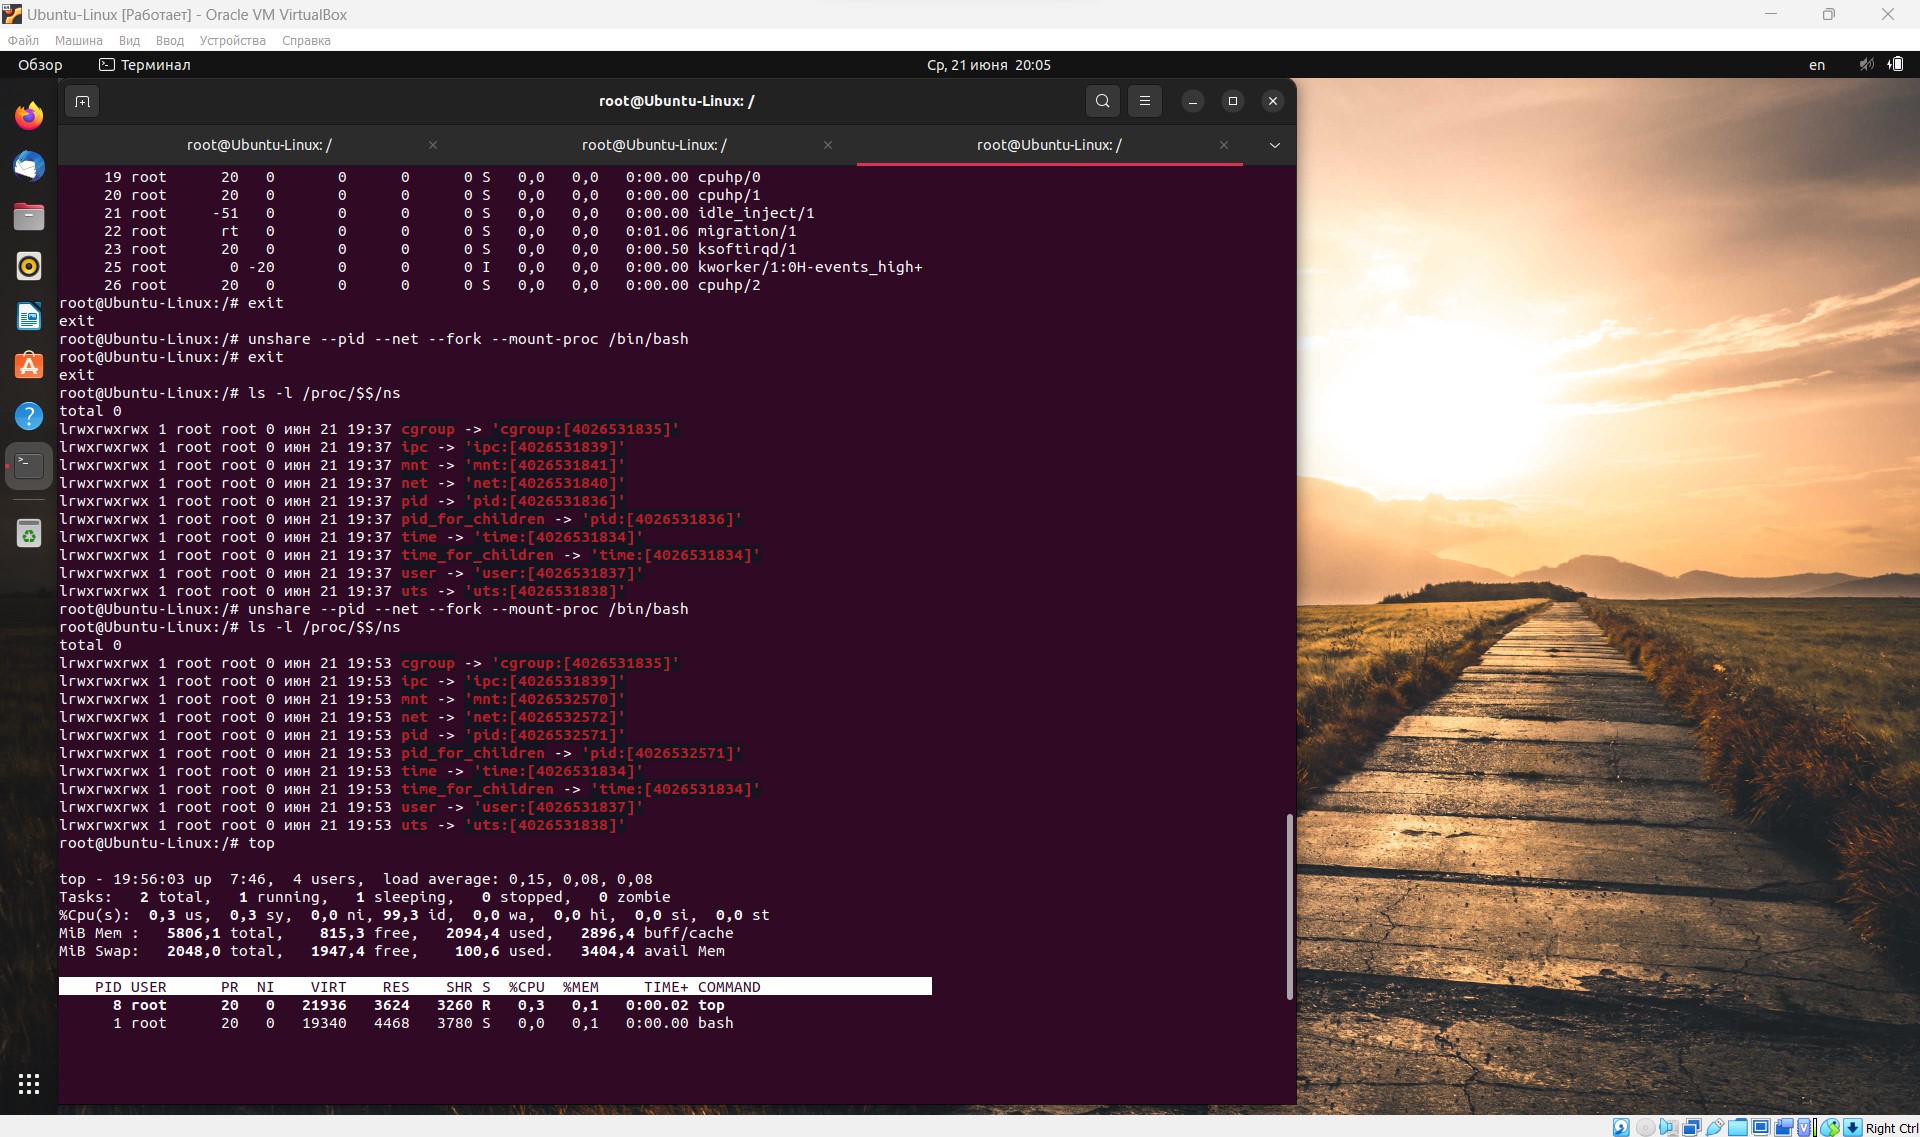 Ubuntu-Linux [Работает] - Oracle VM VirtualBox
Файл Машина Вид Ввод Устройства Справка
Обзор Терминал Ср, 21 июня 20:05 en
root@Ubuntu-Linux: /
root@Ubuntu-Linux: / root@Ubuntu-Linux: / root@Ubuntu-Linux: /
19 root 20 0 0 0 0 S 0,0 0,0 0:00.00 cpuhp/0
20 root 20 0 0 0 0 S 0,0 0,0 0:00.00 cpuhp/1
21 root -51 0 0 0 0 S 0,0 0,0 0:00.00 idle_inject/1
22 root rt 0 0 0 0 S 0,0 0,0 0:01.06 migration/1
23 root 20 0 0 0 0 S 0,0 0,0 0:00.50 ksoftirqd/1
25 root 0 -20 0 0 0 I 0,0 0,0 0:00.00 kworker/1:0H-events_high+
26 root 20 0 0 0 0 S 0,0 0,0 0:00.00 cpuhp/2
root@Ubuntu-Linux:/# exit
exit
root@Ubuntu-Linux:/# unshare --pid --net --fork --mount-proc /bin/bash
root@Ubuntu-Linux:/# exit
exit
root@Ubuntu-Linux:/# ls -l /proc/$$/ns
total 0
lrwxrwxrwx 1 root root 0 июн 21 19:37 cgroup -> 'cgroup:[4026531835]'
lrwxrwxrwx 1 root root 0 июн 21 19:37 ipc -> 'ipc:[4026531839]'
lrwxrwxrwx 1 root root 0 июн 21 19:37 mnt -> 'mnt:[4026531841]'
lrwxrwxrwx 1 root root 0 июн 21 19:37 net -> 'net:[4026531840]'
lrwxrwxrwx 1 root root 0 июн 21 19:37 pid -> 'pid:[4026531836]'
lrwxrwxrwx 1 root root 0 июн 21 19:37 pid_for_children -> 'pid:[4026531836]'
lrwxrwxrwx 1 root root 0 июн 21 19:37 time -> 'time:[4026531834]'
lrwxrwxrwx 1 root root 0 июн 21 19:37 time_for_children -> 'time:[4026531834]'
lrwxrwxrwx 1 root root 0 июн 21 19:37 user -> 'user:[4026531837]'
lrwxrwxrwx 1 root root 0 июн 21 19:37 uts -> 'uts:[4026531838]'
root@Ubuntu-Linux:/# unshare --pid --net --fork --mount-proc /bin/bash
root@Ubuntu-Linux:/# ls -l /proc/$$/ns
total 0
lrwxrwxrwx 1 root root 0 июн 21 19:53 cgroup -> 'cgroup:[4026531835]'
lrwxrwxrwx 1 root root 0 июн 21 19:53 ipc -> 'ipc:[4026531839]'
lrwxrwxrwx 1 root root 0 июн 21 19:53 mnt -> 'mnt:[4026532570]'
lrwxrwxrwx 1 root root 0 июн 21 19:53 net -> 'net:[4026532572]'
lrwxrwxrwx 1 root root 0 июн 21 19:53 pid -> 'pid:[4026532571]'
lrwxrwxrwx 1 root root 0 июн 21 19:53 pid_for_children -> 'pid:[4026532571]'
lrwxrwxrwx 1 root root 0 июн 21 19:53 time -> 'time:[4026531834]'
lrwxrwxrwx 1 root root 0 июн 21 19:53 time_for_children -> 'time:[4026531834]'
lrwxrwxrwx 1 root root 0 июн 21 19:53 user -> 'user:[4026531837]'
lrwxrwxrwx 1 root root 0 июн 21 19:53 uts -> 'uts:[4026531838]'
root@Ubuntu-Linux:/# top
top - 19:56:03 up 7:46, 4 users, load average: 0,15, 0,08, 0,08
Tasks: 2 total, 1 running, 1 sleeping, 0 stopped, 0 zombie
%Cpu(s): 0,3 us, 0,3 sy, 0,0 ni, 99,3 id, 0,0 wa, 0,0 hi, 0,0 si, 0,0 st
MiB Mem : 5806,1 total, 815,3 free, 2094,4 used, 2896,4 buff/cache
MiB Swap: 2048,0 total, 1947,4 free, 100,6 used. 3404,4 avail Mem
PID USER PR NI VIRT RES SHR S %CPU %MEM TIME+ COMMAND
8 root 20 0 21936 3624 3260 R 0,3 0,1 0:00.02 top
1 root 20 0 19340 4468 3780 S 0,0 0,1 0:00.00 bash
Right Ctrl